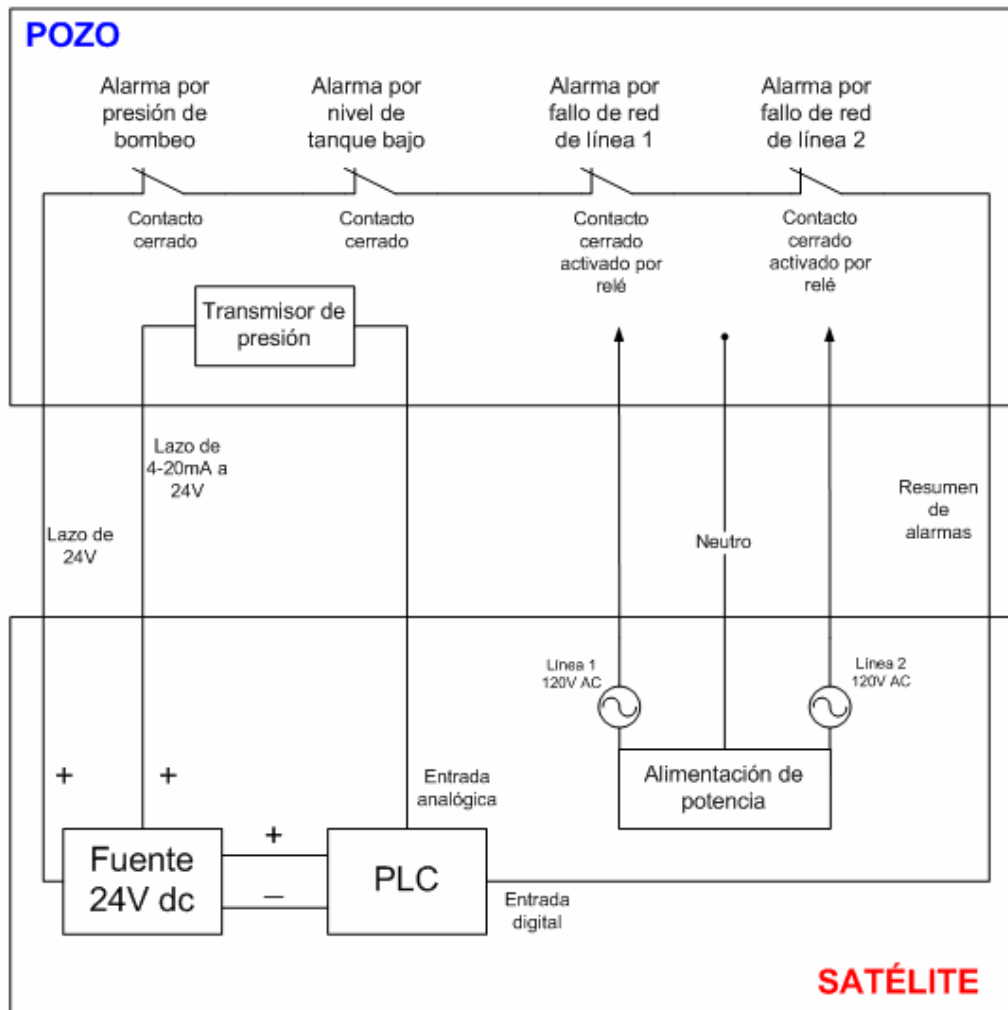 POZO
Alarma por
presión de
bombeo
Alarma por
nivel de
tanque bajo
Alarma por
fallo de red
de línea 1
Alarma por
fallo de red
de línea 2
Contacto
cerrado
Contacto
cerrado
Contacto
cerrado
activado por
relé
Contacto
cerrado
activado por
relé
Transmisor de
presión
Lazo de
24V
Lazo de
4-20mA a
24V
Neutro
Resumen
de
alarmas
Línea 1
120V AC
Línea 2
120V AC
+
+
Entrada
analógica
Alimentación de
potencia
Fuente
24V dc
+
–
PLC
Entrada
digital
SATÉLITE